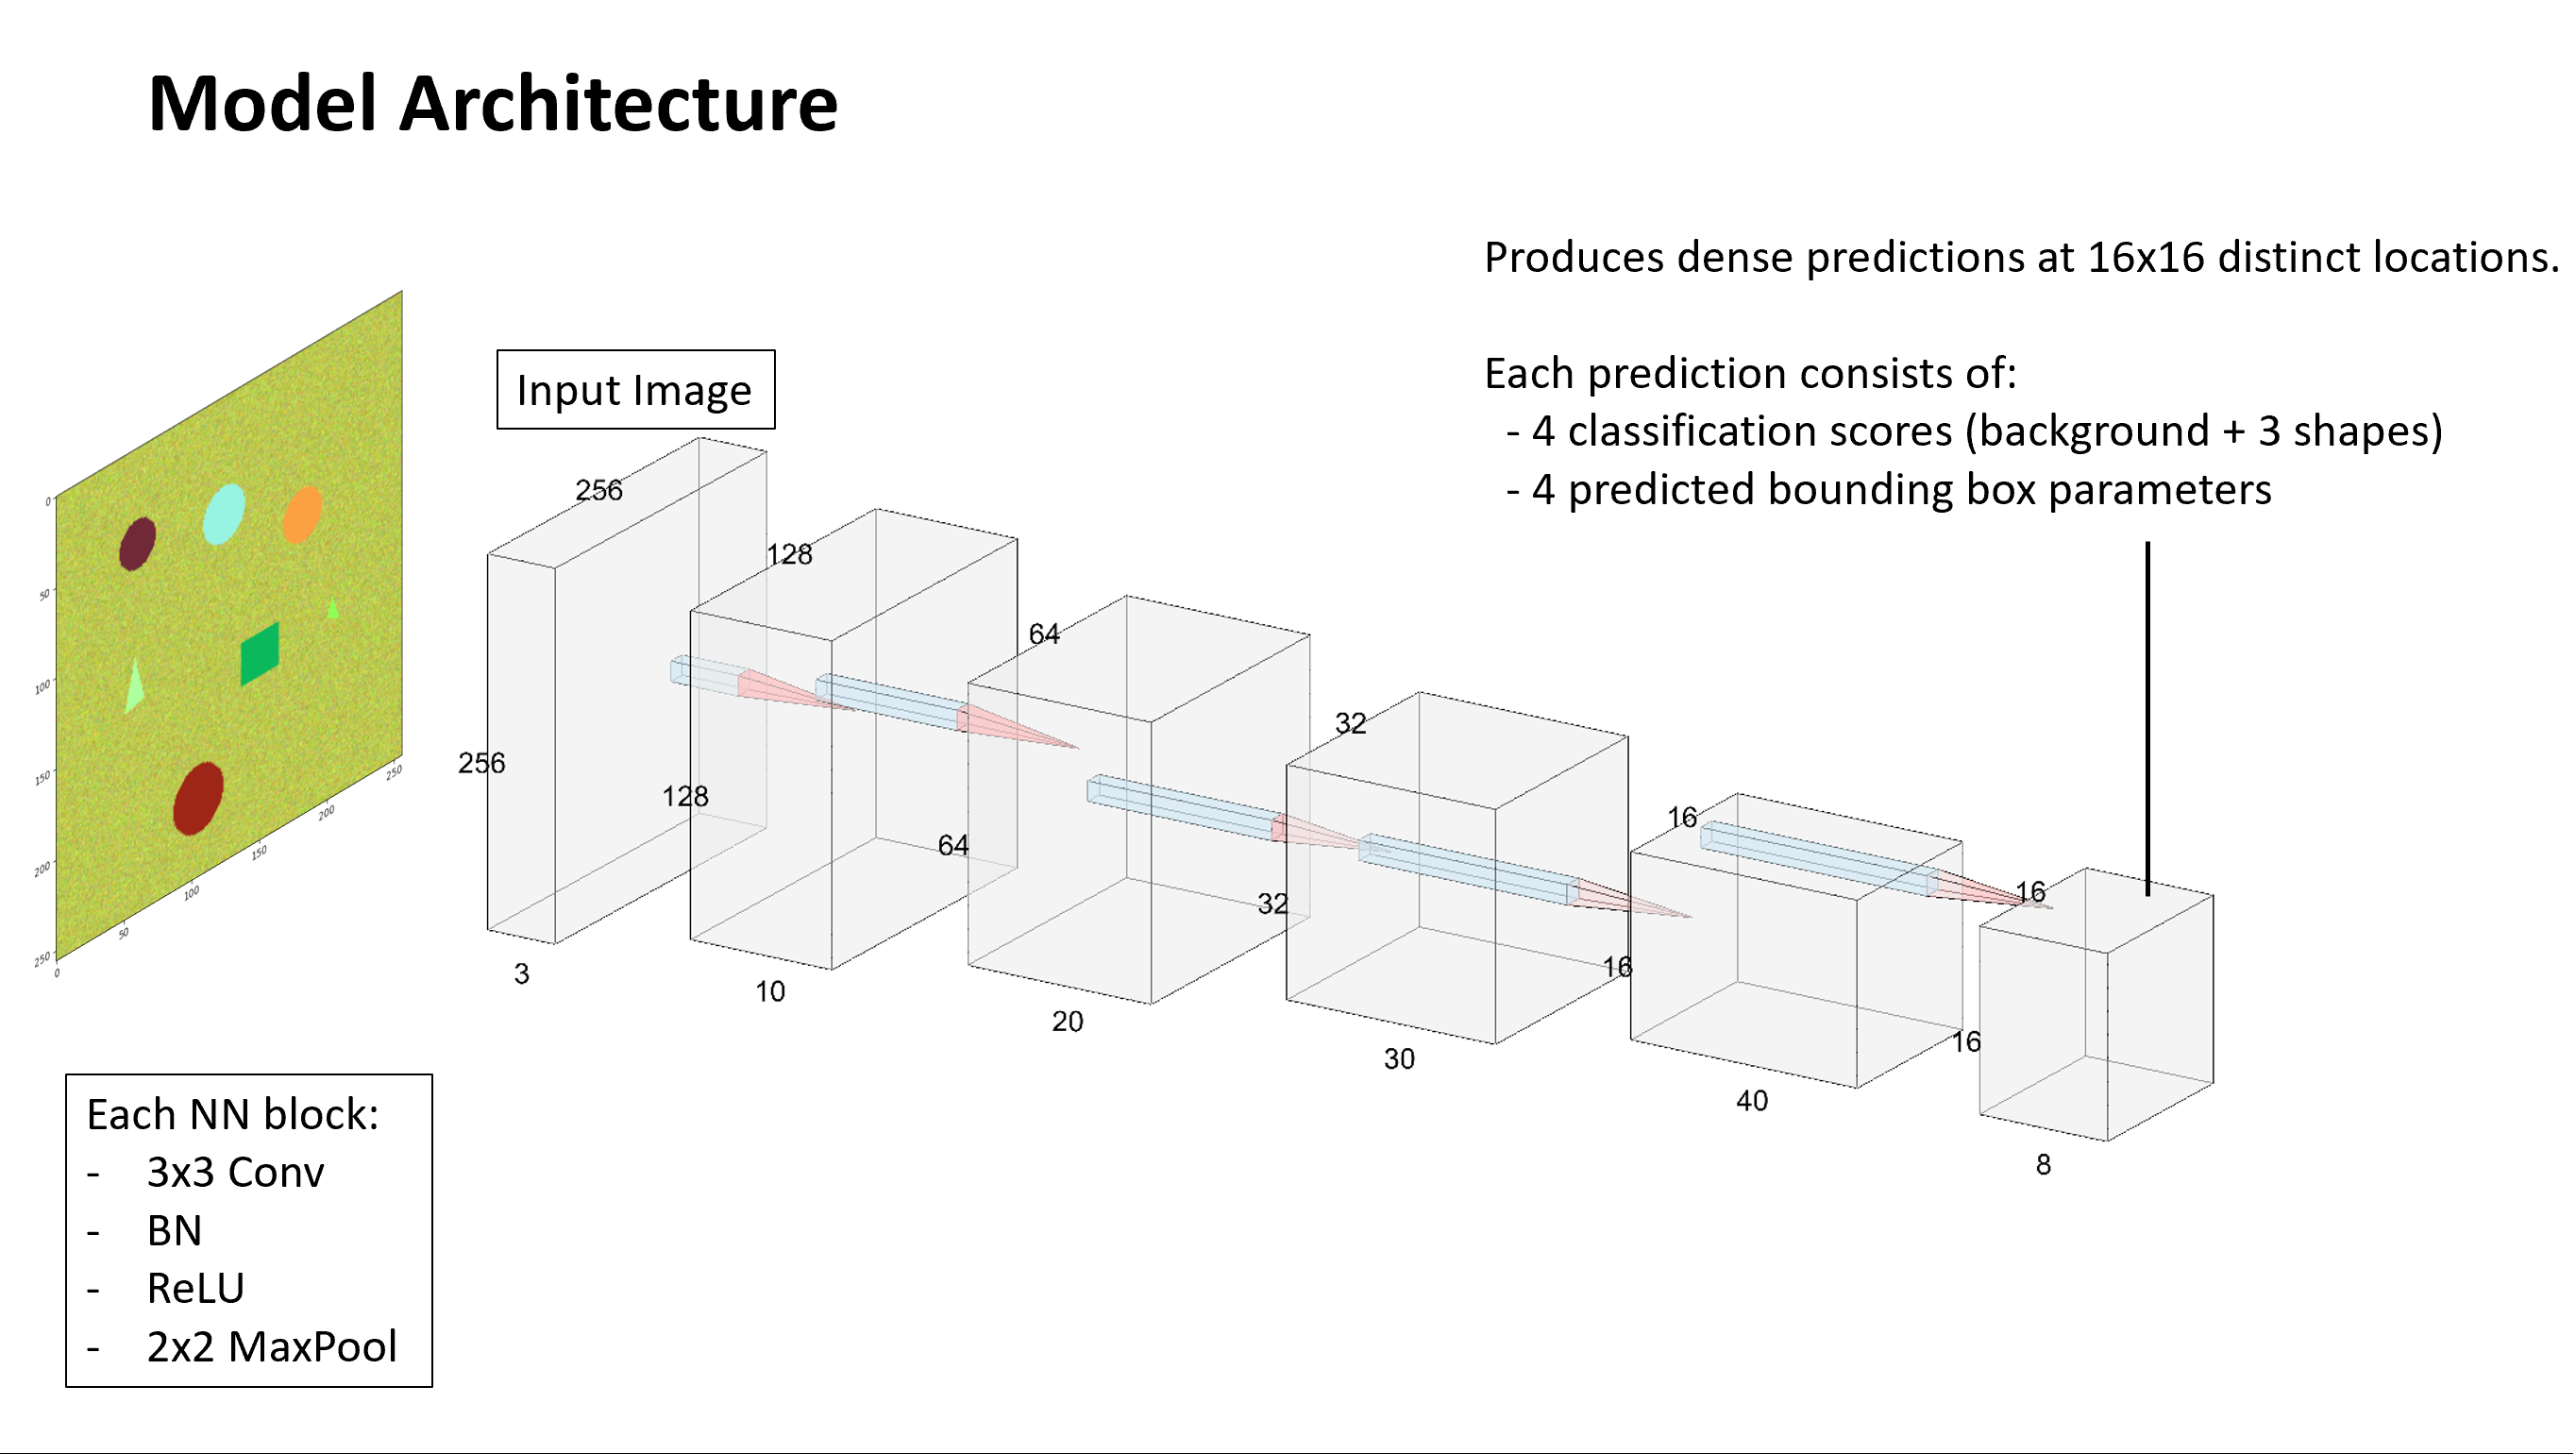 Model Architecture
Produces dense predictions at 16x16 distinct locations.
Each prediction consists of:
- 4 classification scores (background + 3 shapes)
- 4 predicted bounding box parameters
Input Image
256
256
3
128
128
10
64
64
20
32
32
30
16
16
40
16
16
8
0
50
100
150
200
250
0
50
100
150
200
250
Each NN block:
- 3x3 Conv
- BN
- ReLU
- 2x2 MaxPool